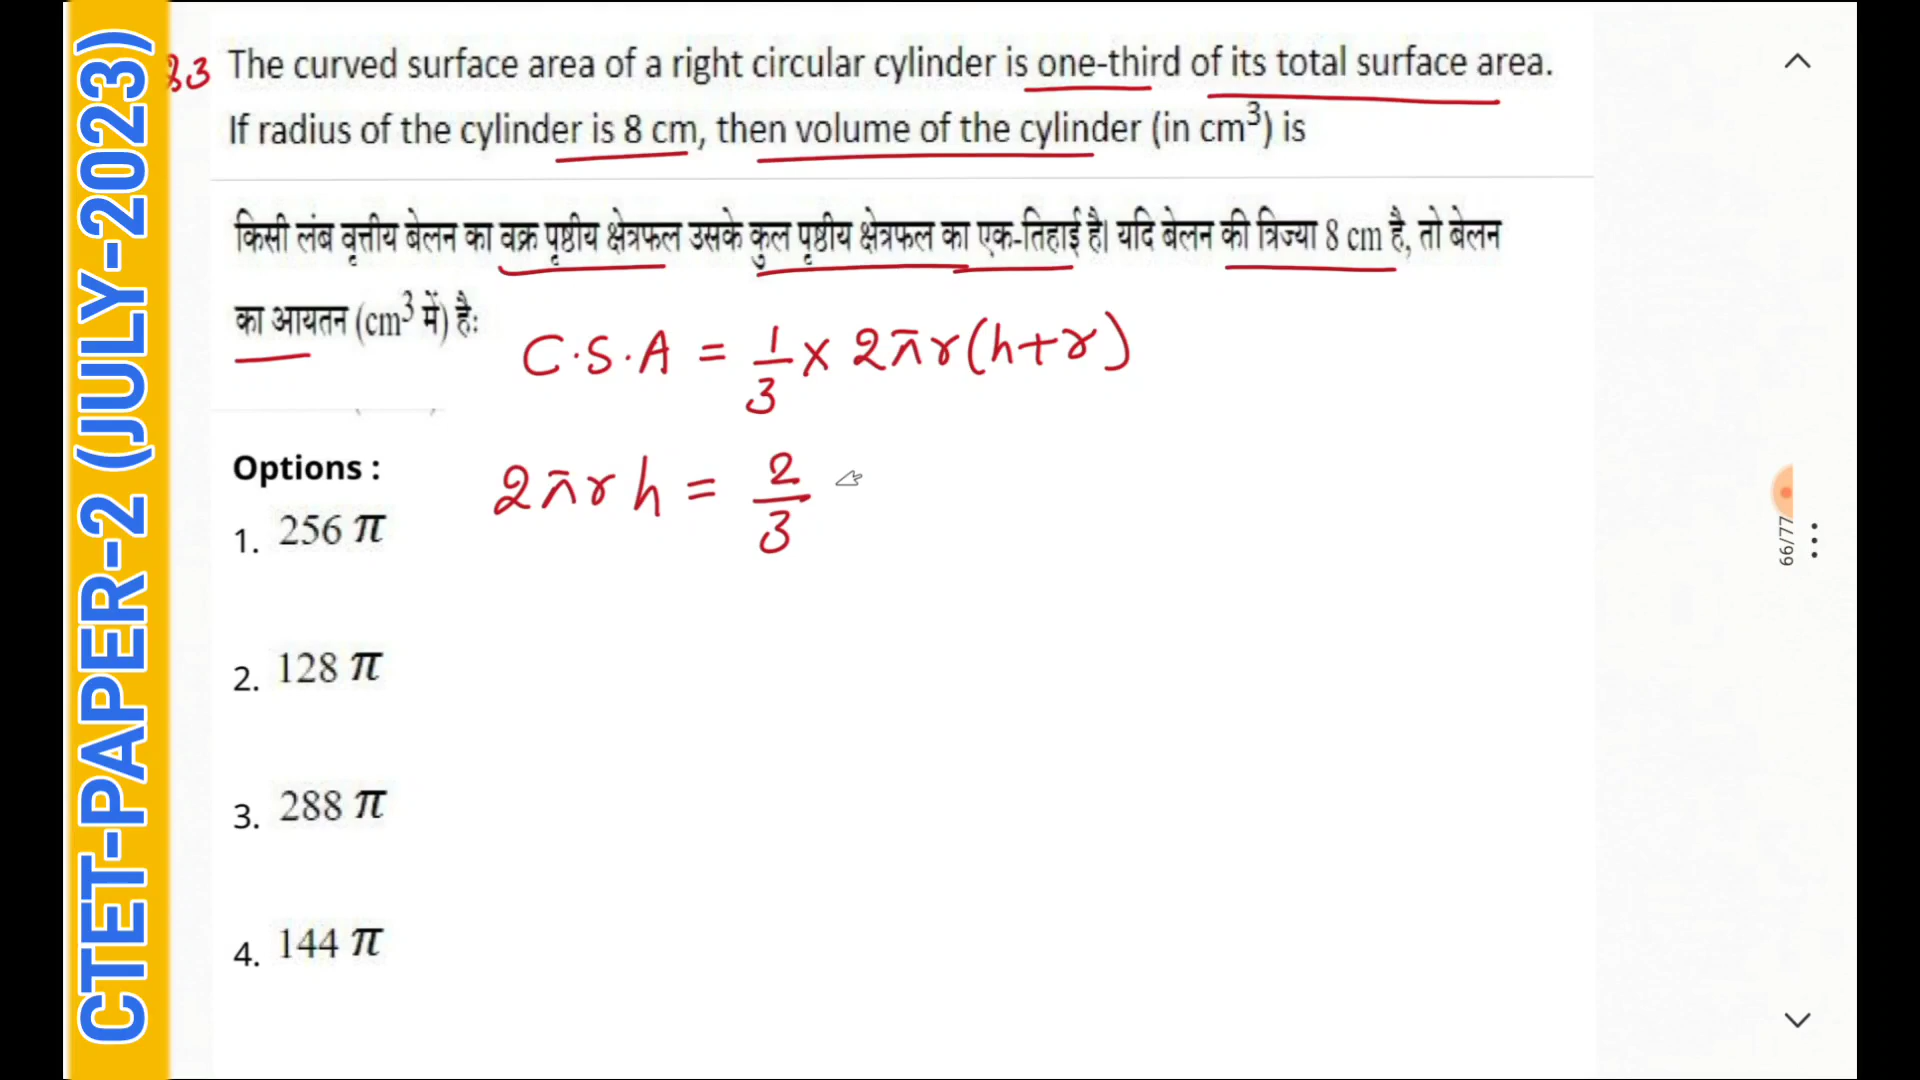 CTET-PAPER-2 (JULY-2023)
83 The curved surface area of a right circular cylinder is one-third of its total surface area.
If radius of the cylinder is 8 cm, then volume of the cylinder (in cm³) is
किसी लंब वृत्तीय बेलन का वक्र पृष्ठीय क्षेत्रफल उसके कुल पृष्ठीय क्षेत्रफल का एक-तिहाई है। यदि बेलन की त्रिज्या 8 cm है, तो बेलन
का आयतन (cm³ में) है:
C.S.A = 1/3 × 2πr(h+r)
2πrh = 2/3
Options :
1. 256 π
2. 128 π
3. 288 π
4. 144 π
66/77